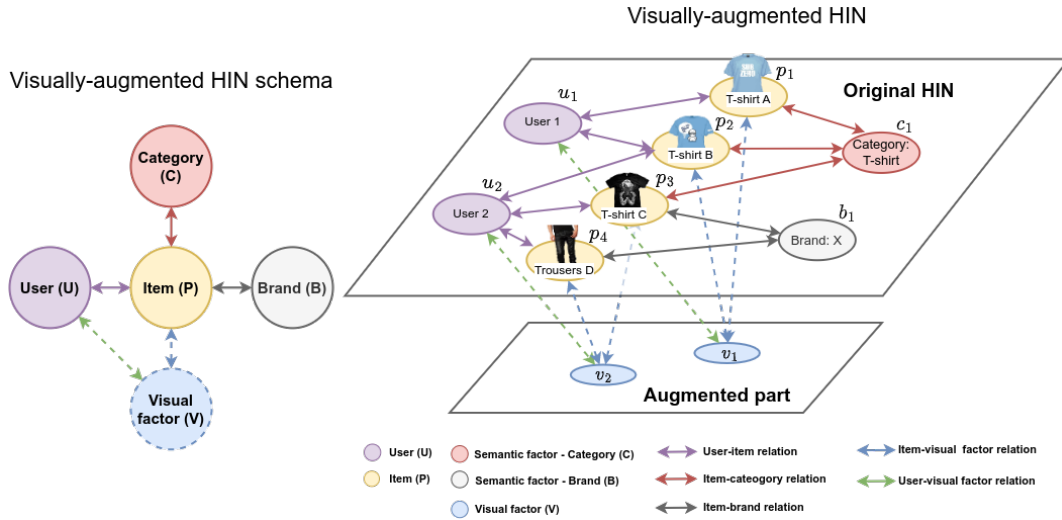 Visually-augmented HIN schema
Category
(C)
User (U)
Item (P)
Brand (B)
Visual
factor (V)
Visually-augmented HIN
Original HIN
p1
T-shirt A
u1
User 1
p2
T-shirt B
c1
Category:
T-shirt
u2
User 2
p3
T-shirt C
b1
Brand: X
p4
Trousers D
v1
v2
Augmented part
User (U)
Semantic factor - Category (C)
User-item relation
Item-visual factor relation
Item (P)
Semantic factor - Brand (B)
Item-cateogory relation
User-visual factor relation
Visual factor (V)
Item-brand relation